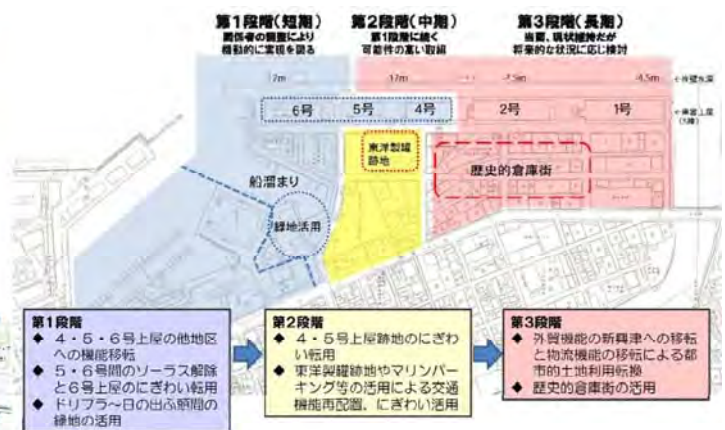 第1段階(短期)
関係者の調整により
機動的に実現を図る
第2段階(中期)
第1段階に続く
可能性の高い取組
第3段階(長期)
当面、現状維持だが
将来的な状況に応じ検討
12m
12m
-7.5m
-4.5m
←岸壁水深
6号
5号
4号
2号
1号
東洋製罐
跡地
歴史的倉庫街
船溜まり
緑地活用
第1段階
◆ 4・5・6号上屋の他地区
への機能移転
◆ 5・6号間のソーラス解除
と6号上屋のにぎわい転用
◆ ドリプラ～日の出ふ頭間の
緑地の活用
第2段階
◆ 4・5号上屋跡地のにぎ
わい転用
◆ 東洋製罐跡地やマリンパー
キング等の活用による交通
機能再配置、にぎわい活用
第3段階
◆ 外貿機能の新興津への移転
と物流機能の移転による都
市的土地利用転換
◆ 歴史的倉庫街の活用